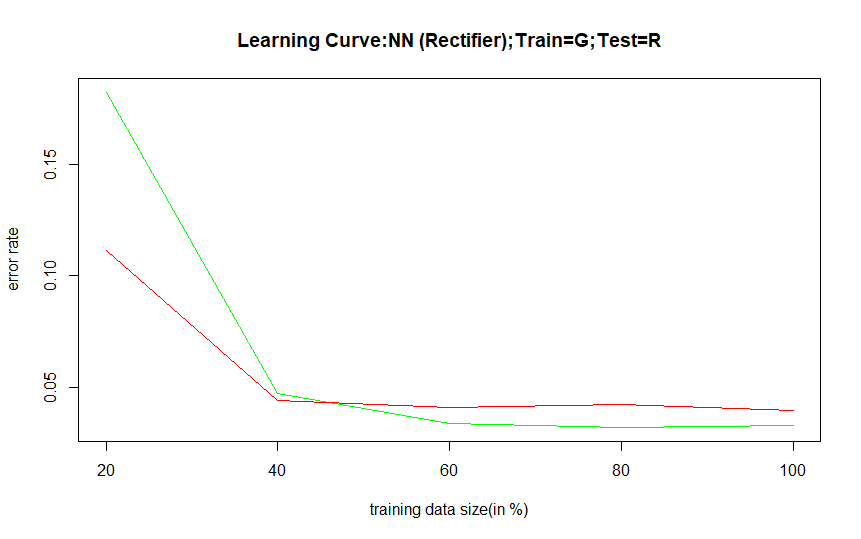 Learning Curve:NN (Rectifier);Train=G;Test=R
error rate
0.15
0.10
0.05
20 40 60 80 100
training data size(in %)